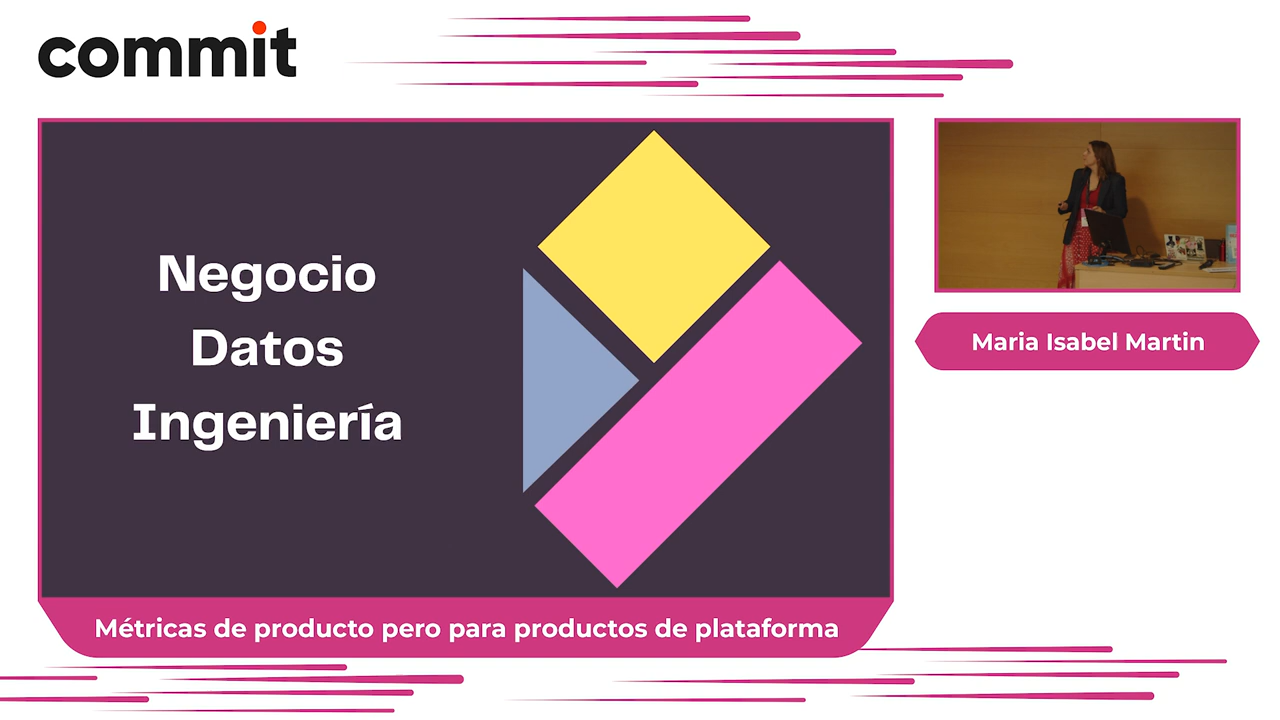 commit
Negocio
Datos
Ingeniería
Maria Isabel Martin
Métricas de producto pero para productos de plataforma